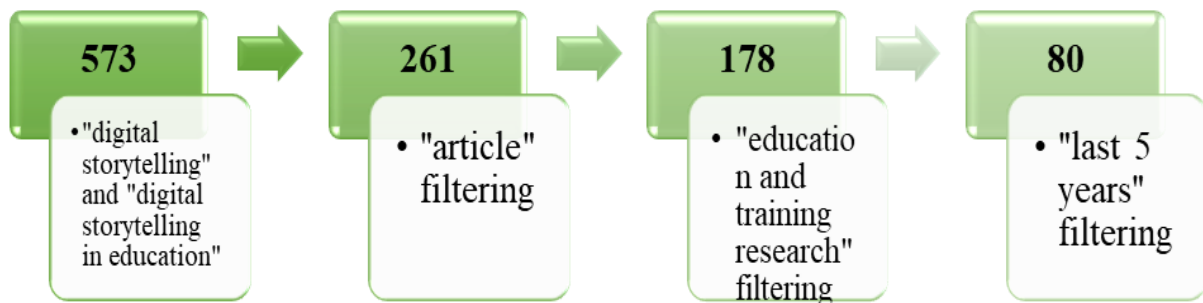 573
• "digital
storytelling"
and "digital
storytelling
in education"
261
• "article"
filtering
178
• "educatio
n and
training
research"
filtering
80
• "last 5
years"
filtering